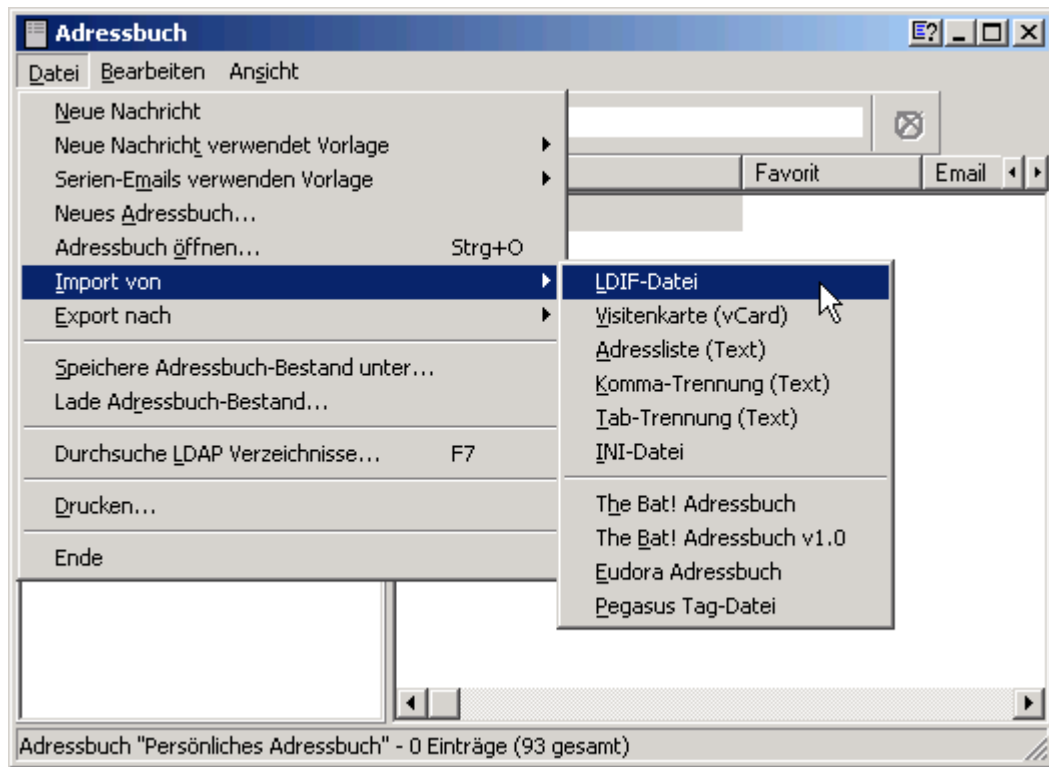 Adressbuch
Datei Bearbeiten Ansicht
Neue Nachricht
Neue Nachricht verwendet Vorlage
Serien-Emails verwenden Vorlage
Neues Adressbuch...
Adressbuch öffnen... Strg+O
Import von
Export nach
Speichere Adressbuch-Bestand unter...
Lade Adressbuch-Bestand...
Durchsuche LDAP Verzeichnisse... F7
Drucken...
Ende
Favorit Email
LDIF-Datei
Visitenkarte (vCard)
Adressliste (Text)
Komma-Trennung (Text)
Tab-Trennung (Text)
INI-Datei
The Bat! Adressbuch
The Bat! Adressbuch v1.0
Eudora Adressbuch
Pegasus Tag-Datei
Adressbuch "Persönliches Adressbuch" - 0 Einträge (93 gesamt)